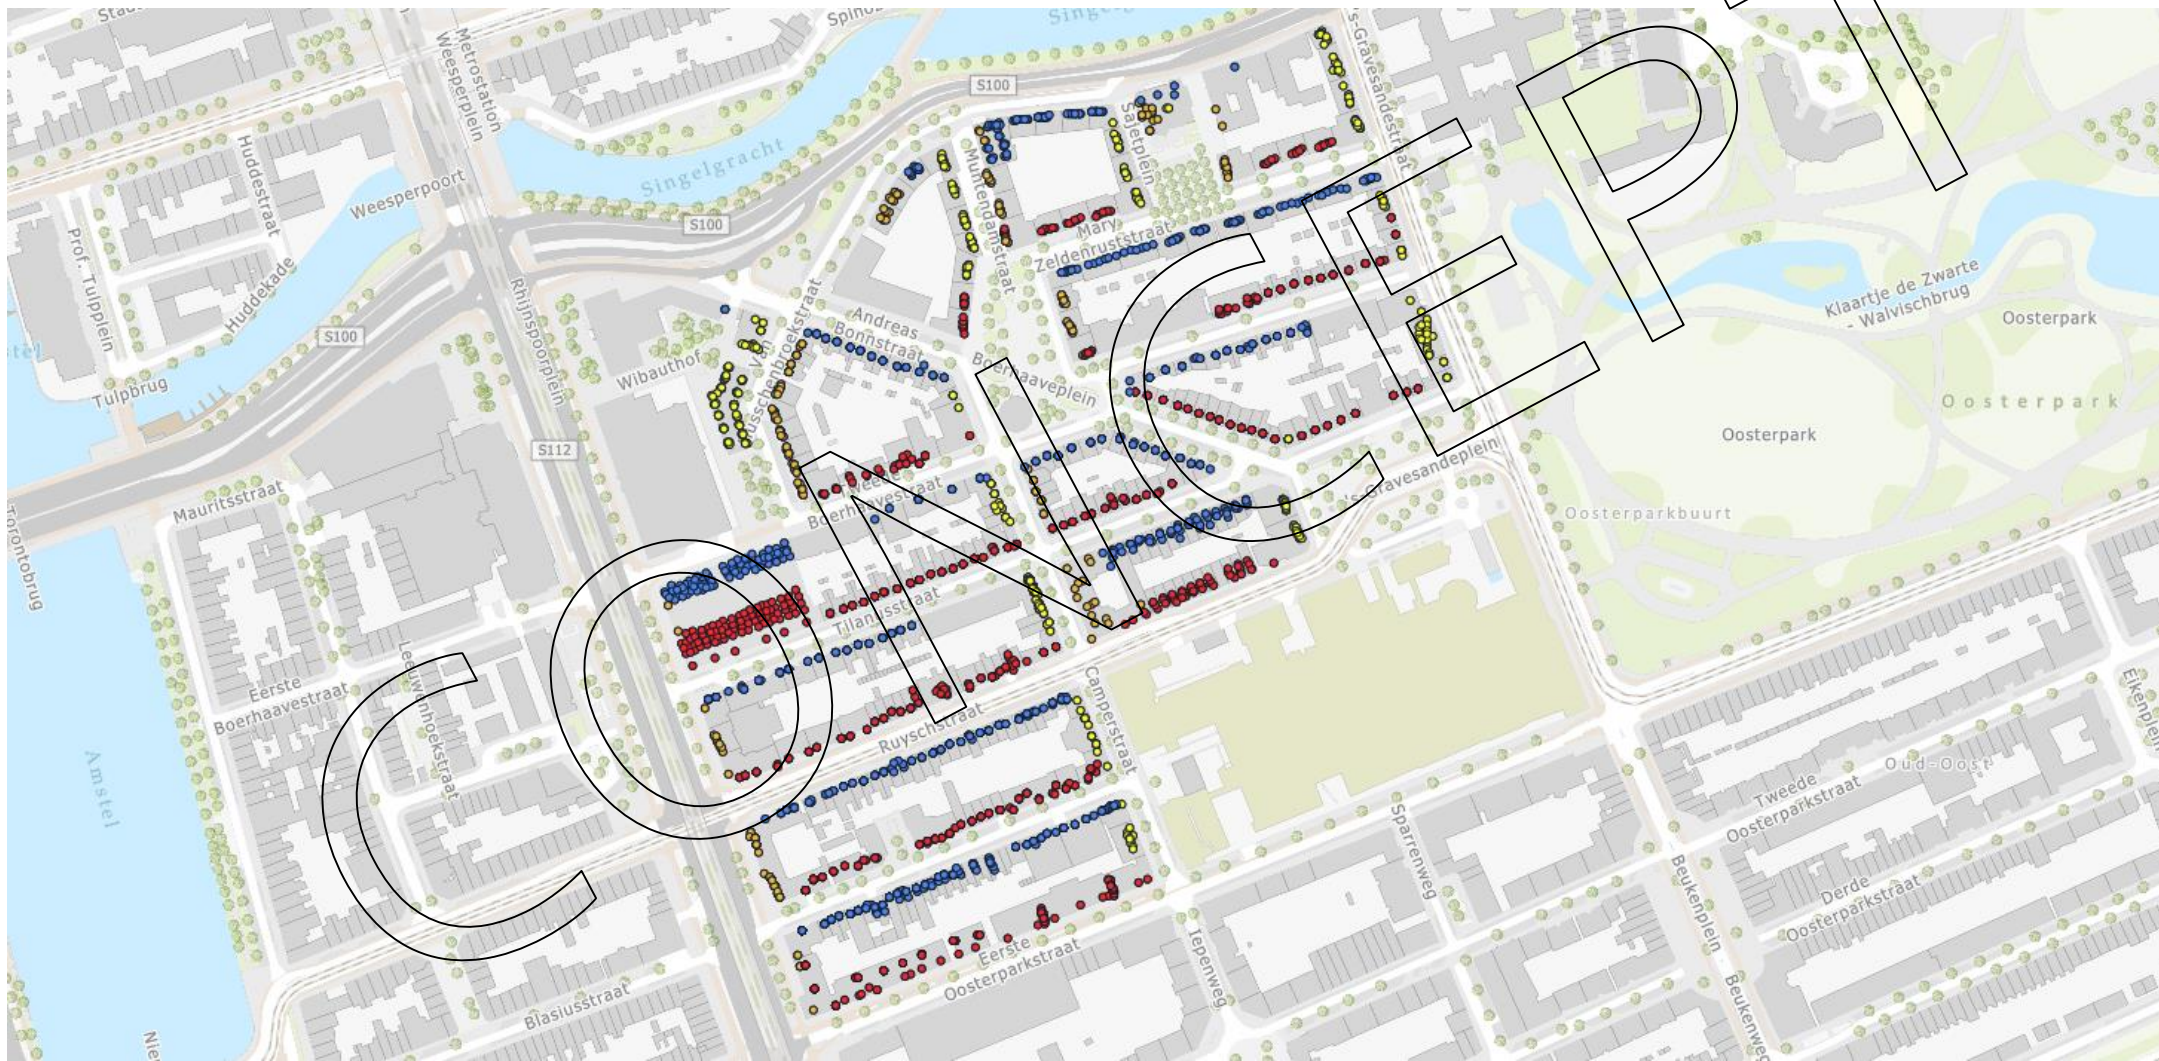 Metrostation
Weesperplein
Singelgracht
S100
's-Gravesandestraat
Sajetplein
Huddestraat
Weesperpoort
Singelgracht
Muntendamstraat
S100
Mary
Zeldenruststraat
Prof. Tulpplein
Huddekade
Rhijnspoorplein
Klaartje de Zwarte
- Walvischbrug
Oosterpark
S100
Andreas
Bonnstraat
Van
Musschenbroekstraat
Wibauthof
Boerhaaveplein
Tulpbrug
Oosterpark
Oosterpark
S112
's-Gravesandeplein
Mauritsstraat
Tweede
Boerhaavestraat
Oosterparkbuurt
Torontobrug
Tilanusstraat
Leeuwenhoekstraat
Eerste
Boerhaavestraat
Camperstraat
Ruyschstraat
Eikenplein
Amstel
Oud-Oost
Tweede
Oosterparkstraat
Sparrenweg
Beukenplein
Derde
Oosterparkstraat
Eerste
Oosterparkstraat
Iepenweg
Blasiusstraat
Beukenweg
CONCEPT